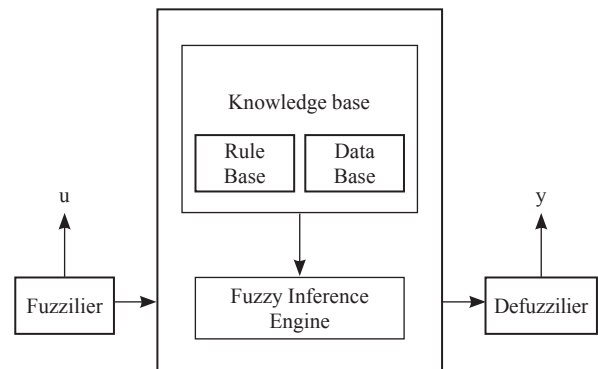 Knowledge base
Rule
Base
Data
Base
u
y
Fuzzilier
Fuzzy Inference
Engine
Defuzzilier